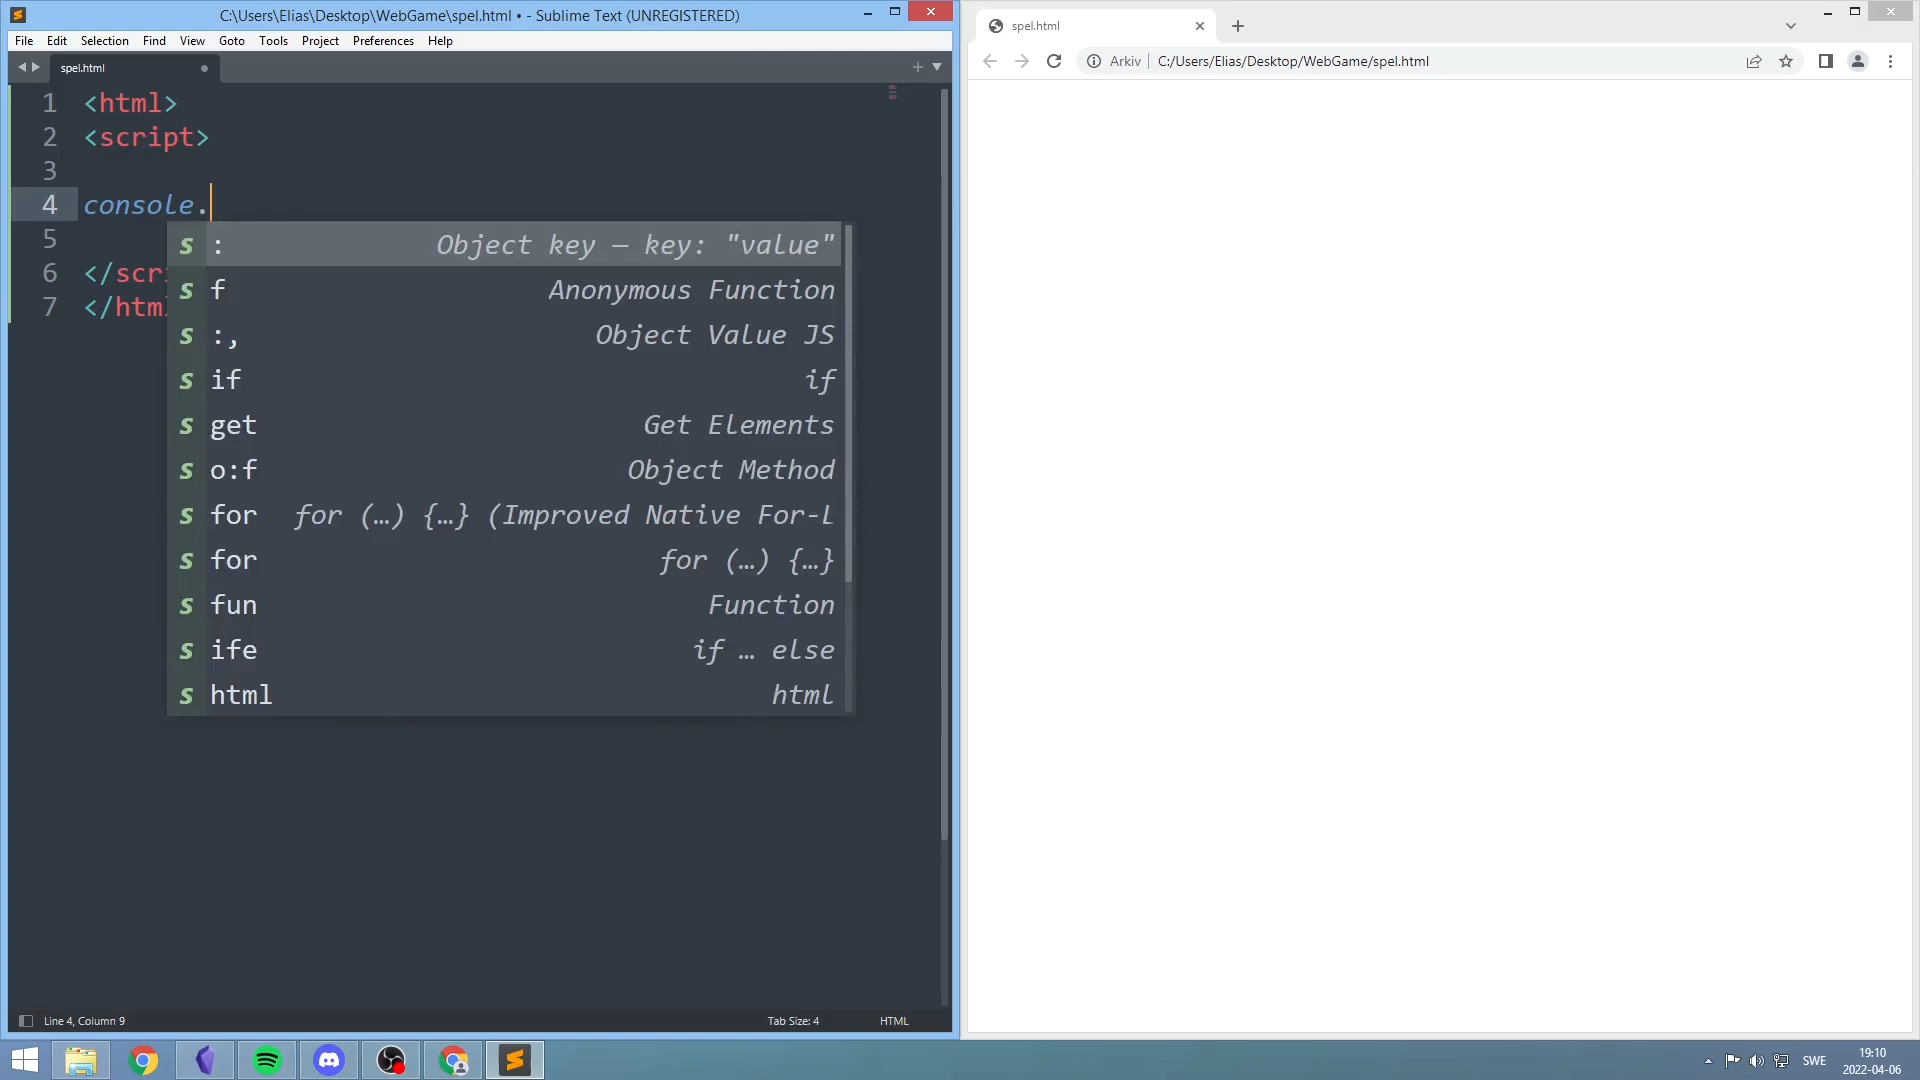 C:\Users\Elias\Desktop\WebGame\spel.html • - Sublime Text (UNREGISTERED)
File Edit Selection Find View Goto Tools Project Preferences Help
spel.html
1 <html>
2 <script>
3
4 console.
5
6 </scri
7 </html
: Object key — key: "value"
f Anonymous Function
:, Object Value JS
if if
get Get Elements
o:f Object Method
for for (…) {…} (Improved Native For-L
for for (…) {…}
fun Function
ife if … else
html html
Line 4, Column 9 Tab Size: 4 HTML
spel.html
Arkiv C:/Users/Elias/Desktop/WebGame/spel.html
SWE
19:10
2022-04-06